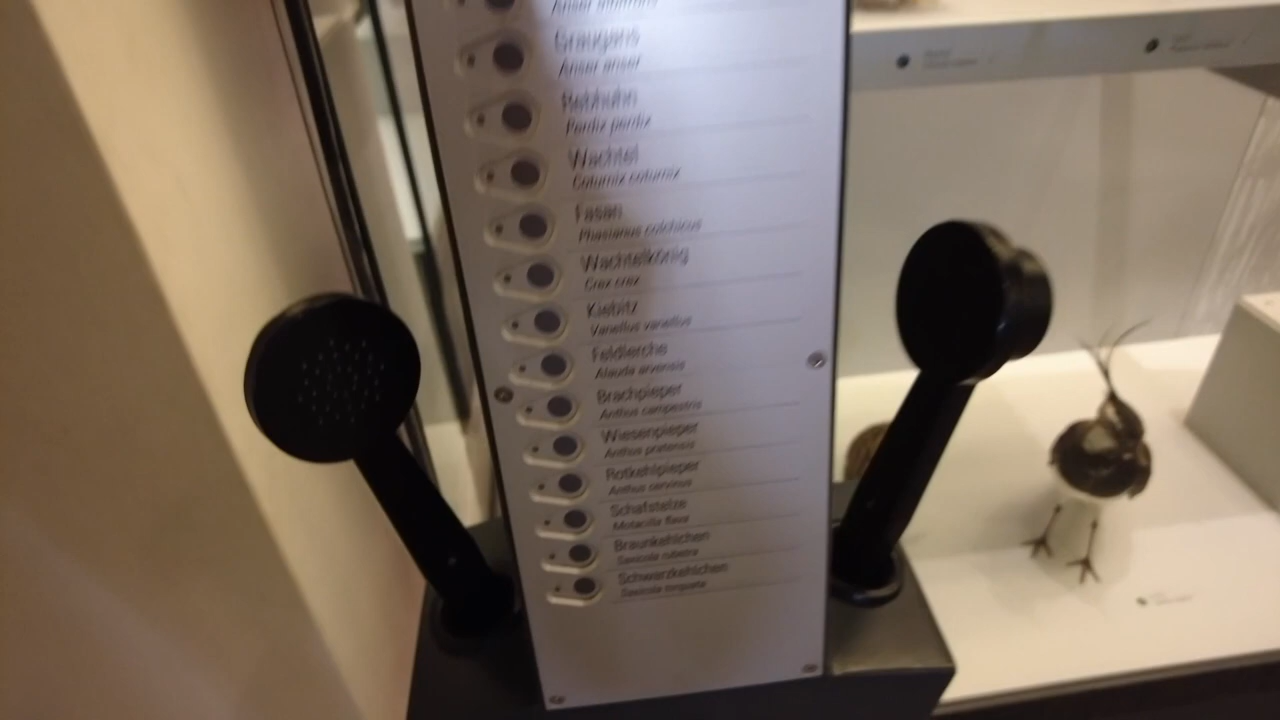 Anser albifrons
Graugans
Anser anser
Rebhuhn
Perdix perdix
Wachtel
Coturnix coturnix
Fasan
Phasianus colchicus
Wachtelkönig
Crex crex
Kiebitz
Vanellus vanellus
Feldlerche
Alauda arvensis
Brachpieper
Anthus campestris
Wiesenpieper
Anthus pratensis
Rotkehlpieper
Anthus cervinus
Schafstelze
Motacilla flava
Braunkehlchen
Saxicola rubetra
Schwarzkehlchen
Saxicola torquata